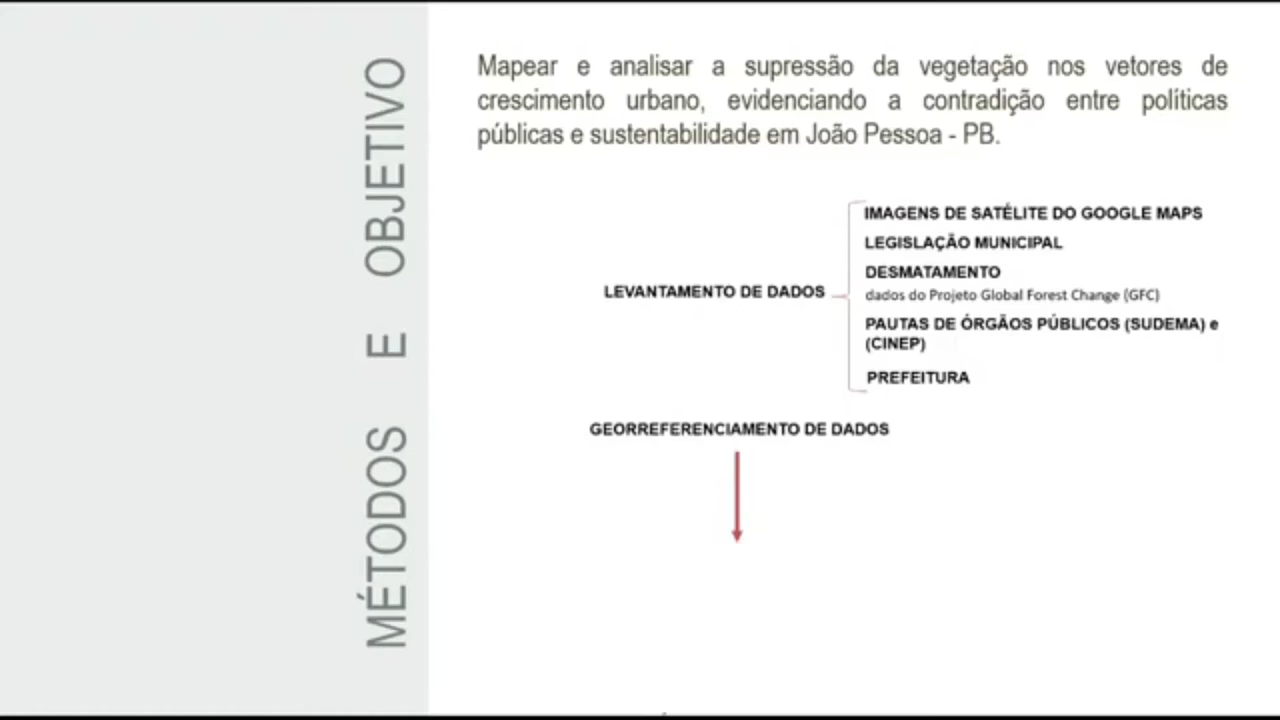 MÉTODOS E OBJETIVO
Mapear e analisar a supressão da vegetação nos vetores de
crescimento urbano, evidenciando a contradição entre políticas
públicas e sustentabilidade em João Pessoa - PB.
LEVANTAMENTO DE DADOS
IMAGENS DE SATÉLITE DO GOOGLE MAPS
LEGISLAÇÃO MUNICIPAL
DESMATAMENTO
dados do Projeto Global Forest Change (GFC)
PAUTAS DE ÓRGÃOS PÚBLICOS (SUDEMA) e
(CINEP)
PREFEITURA
GEORREFERENCIAMENTO DE DADOS